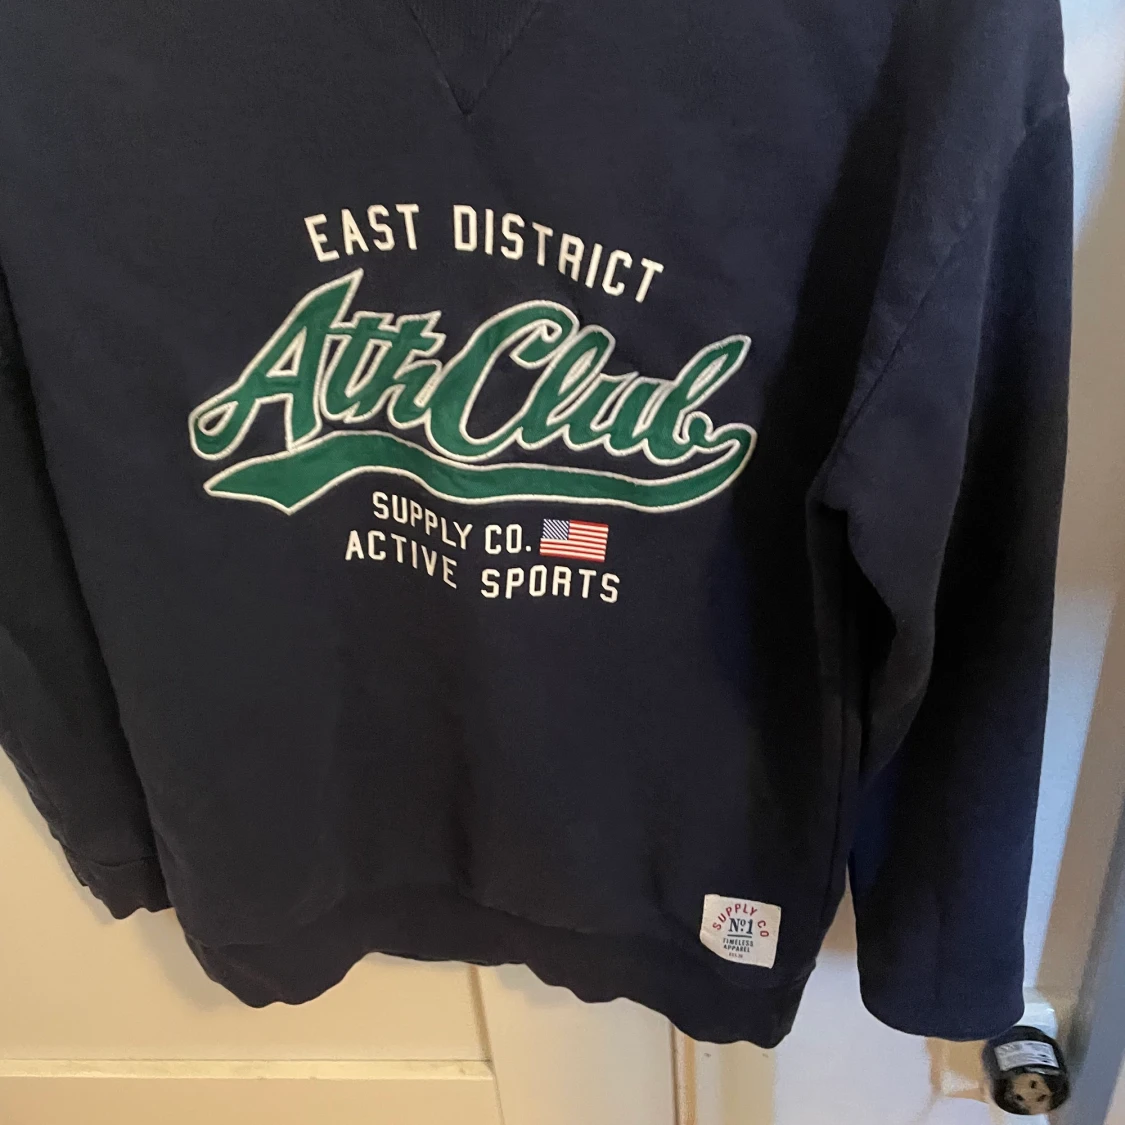 EAST DISTRICT
Ath Club
SUPPLY CO.
ACTIVE SPORTS
SUPPLY CO
Nº1
TIMELESS
APPAREL